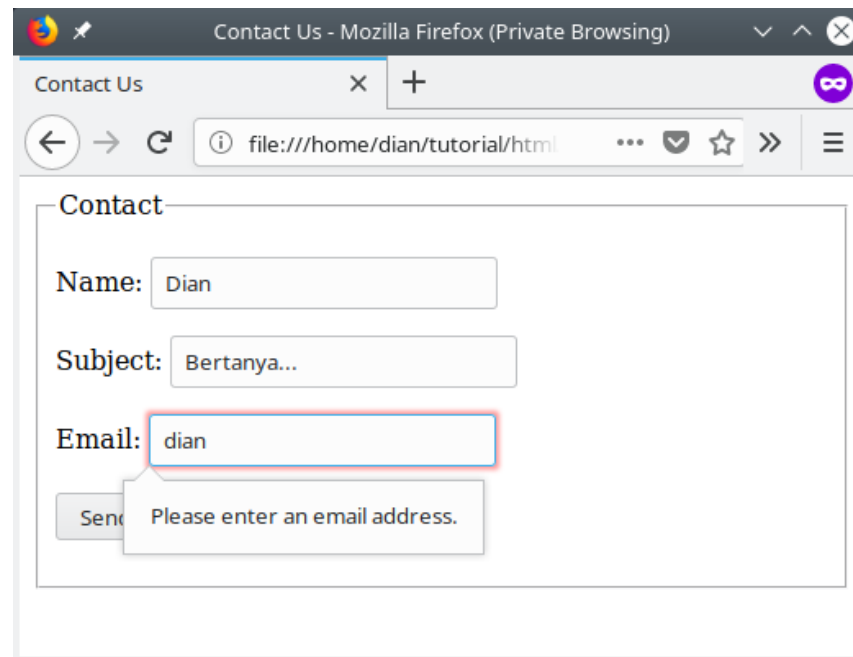 Contact Us - Mozilla Firefox (Private Browsing)
Contact Us
file:///home/dian/tutorial/html
Contact
Name: Dian
Subject: Bertanya...
Email: dian
Please enter an email address.